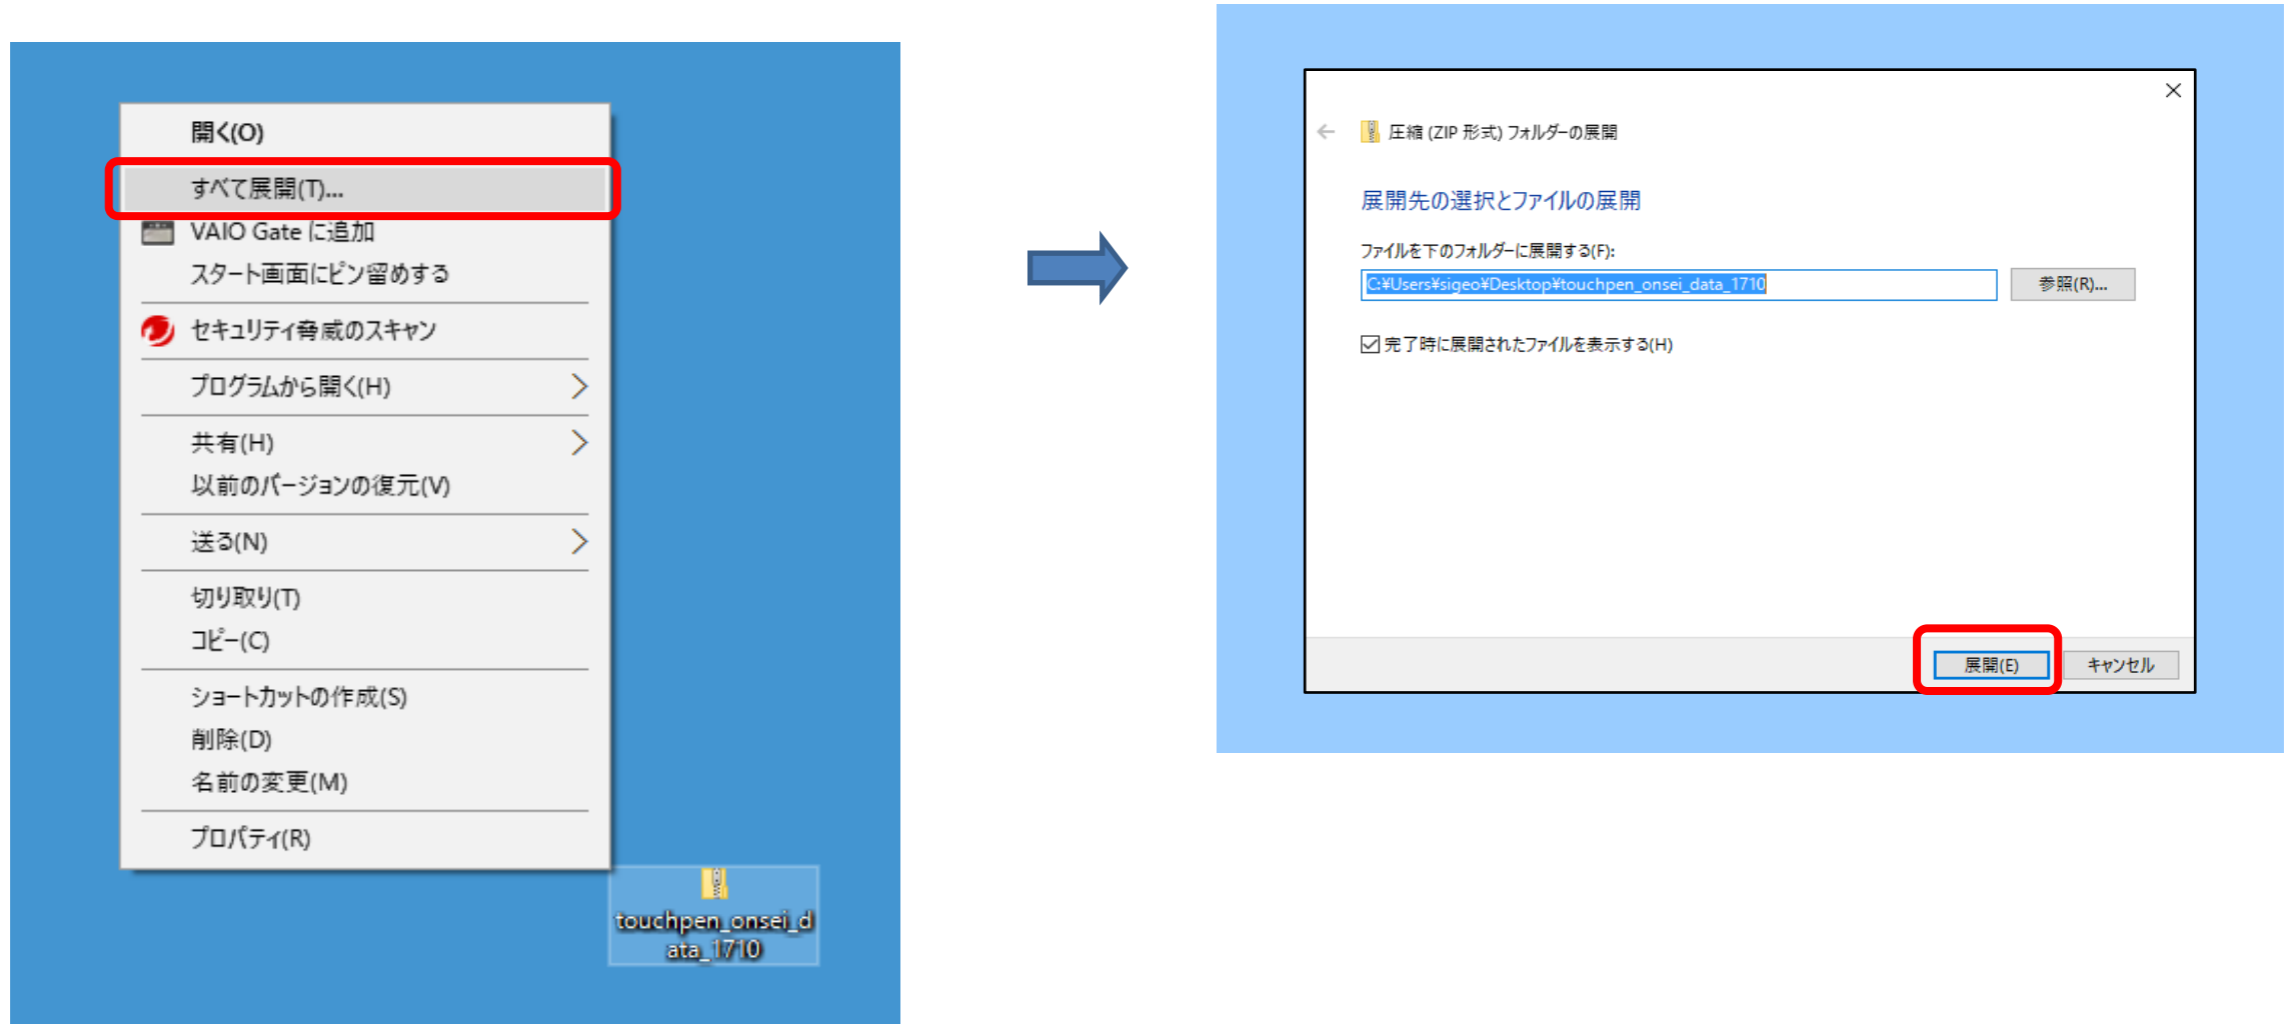 開く(O)
すべて展開(T)...
VAIO Gate に追加
スタート画面にピン留めする
セキュリティ脅威のスキャン
プログラムから開く(H)
共有(H)
以前のバージョンの復元(V)
送る(N)
切り取り(T)
コピー(C)
ショートカットの作成(S)
削除(D)
名前の変更(M)
プロパティ(R)
touchpen_onsei_d
ata_1710
圧縮 (ZIP 形式) フォルダーの展開
展開先の選択とファイルの展開
ファイルを下のフォルダーに展開する(F):
C:¥Users¥sigeo¥Desktop¥touchpen_onsei_data_1710
参照(R)...
完了時に展開されたファイルを表示する(H)
展開(E)
キャンセル